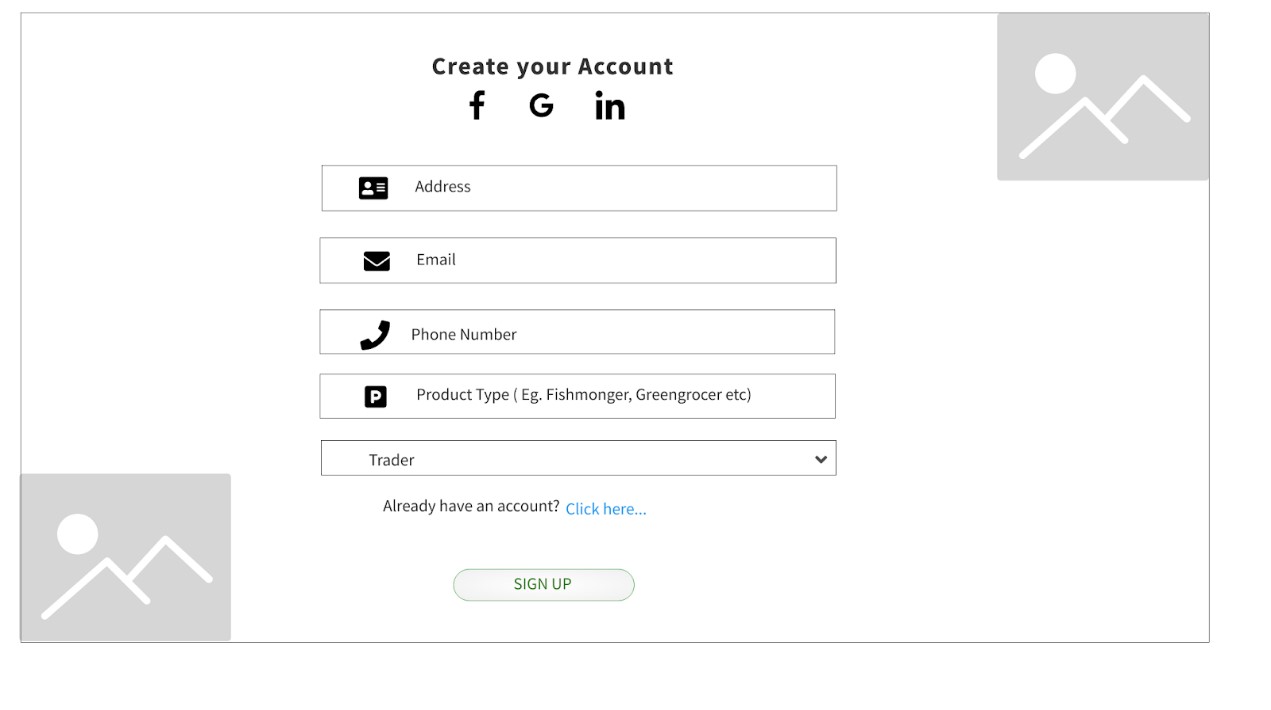 Create your Account
f G in
Address
Email
Phone Number
P Product Type ( Eg. Fishmonger, Greengrocer etc)
Trader
Already have an account? Click here...
SIGN UP